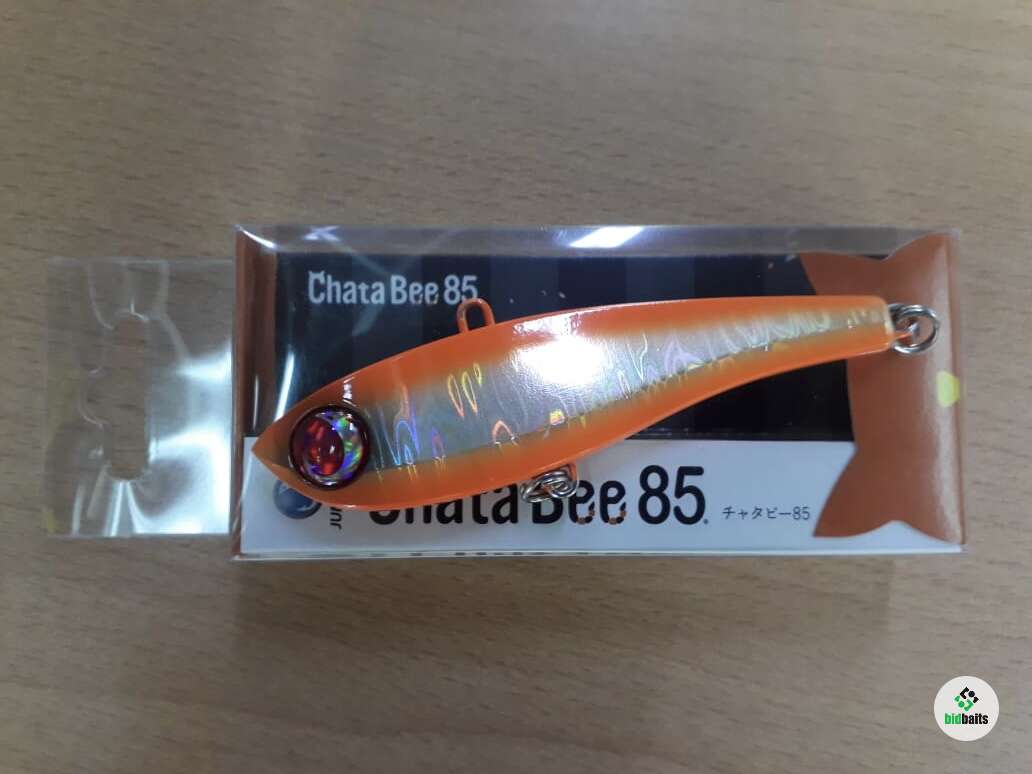 Chata Bee 85
Chata Bee 85.
チャタビー85
bidbaits